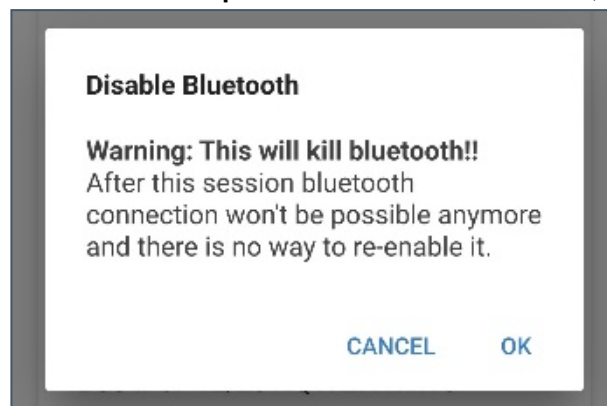 Disable Bluetooth
Warning: This will kill bluetooth!!
After this session bluetooth
connection won't be possible anymore
and there is no way to re-enable it.
CANCEL OK